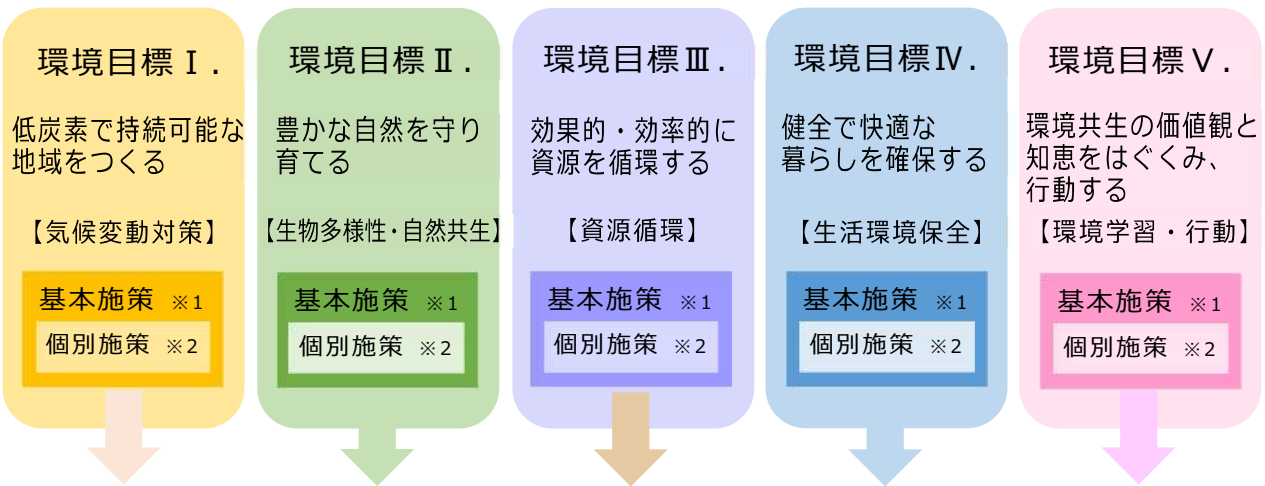 環境目標Ⅰ.
低炭素で持続可能な
地域をつくる
【気候変動対策】
基本施策 ※1
個別施策 ※2
環境目標Ⅱ.
豊かな自然を守り
育てる
【生物多様性・自然共生】
基本施策 ※1
個別施策 ※2
環境目標Ⅲ.
効果的・効率的に
資源を循環する
【資源循環】
基本施策 ※1
個別施策 ※2
環境目標Ⅳ.
健全で快適な
暮らしを確保する
【生活環境保全】
基本施策 ※1
個別施策 ※2
環境目標Ⅴ.
環境共生の価値観と
知恵をはぐくみ、
行動する
【環境学習・行動】
基本施策 ※1
個別施策 ※2